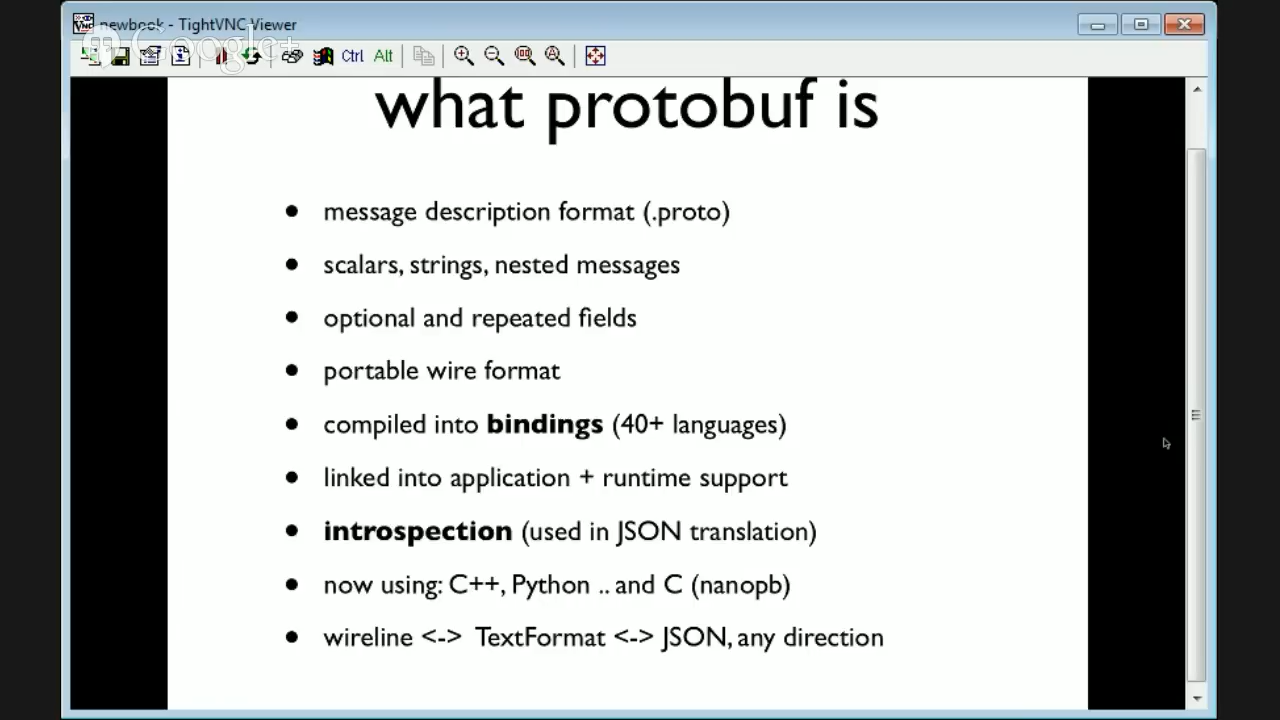 newbook - TightVNC Viewer
Google+
Ctrl Alt
what protobuf is
• message description format (.proto)
• scalars, strings, nested messages
• optional and repeated fields
• portable wire format
• compiled into bindings (40+ languages)
• linked into application + runtime support
• introspection (used in JSON translation)
• now using: C++, Python .. and C (nanopb)
• wireline <-> TextFormat <-> JSON, any direction